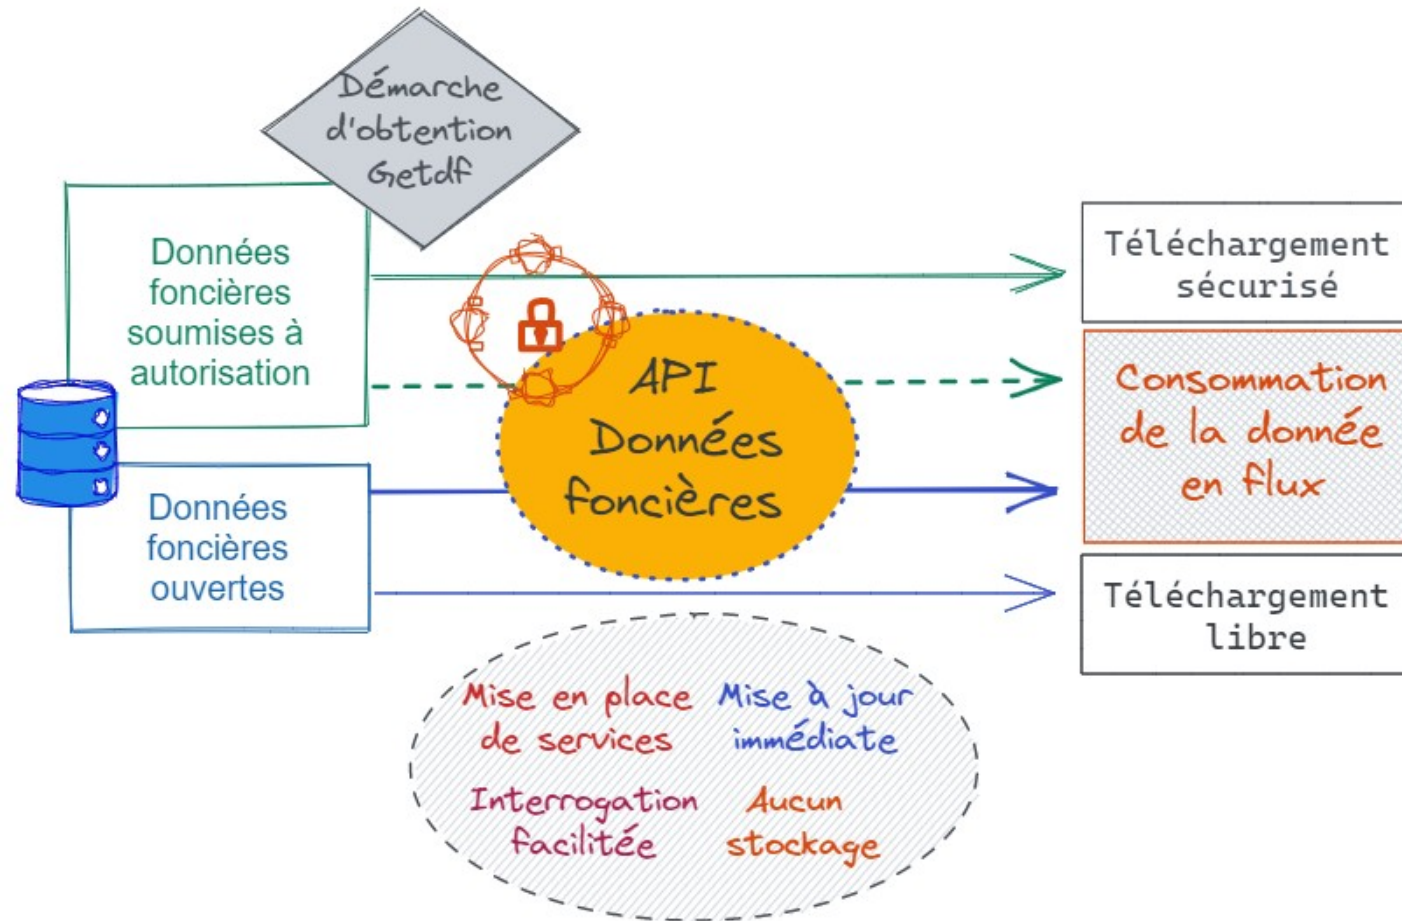 Démarche
d'obtention
Getdf
Données
foncières
soumises à
autorisation
Téléchargement
sécurisé
API
Données
foncières
Consommation
de la donnée
en flux
Données
foncières
ouvertes
Téléchargement
libre
Mise en place
de services
Mise à jour
immédiate
Interrogation
facilitée
Aucun
stockage